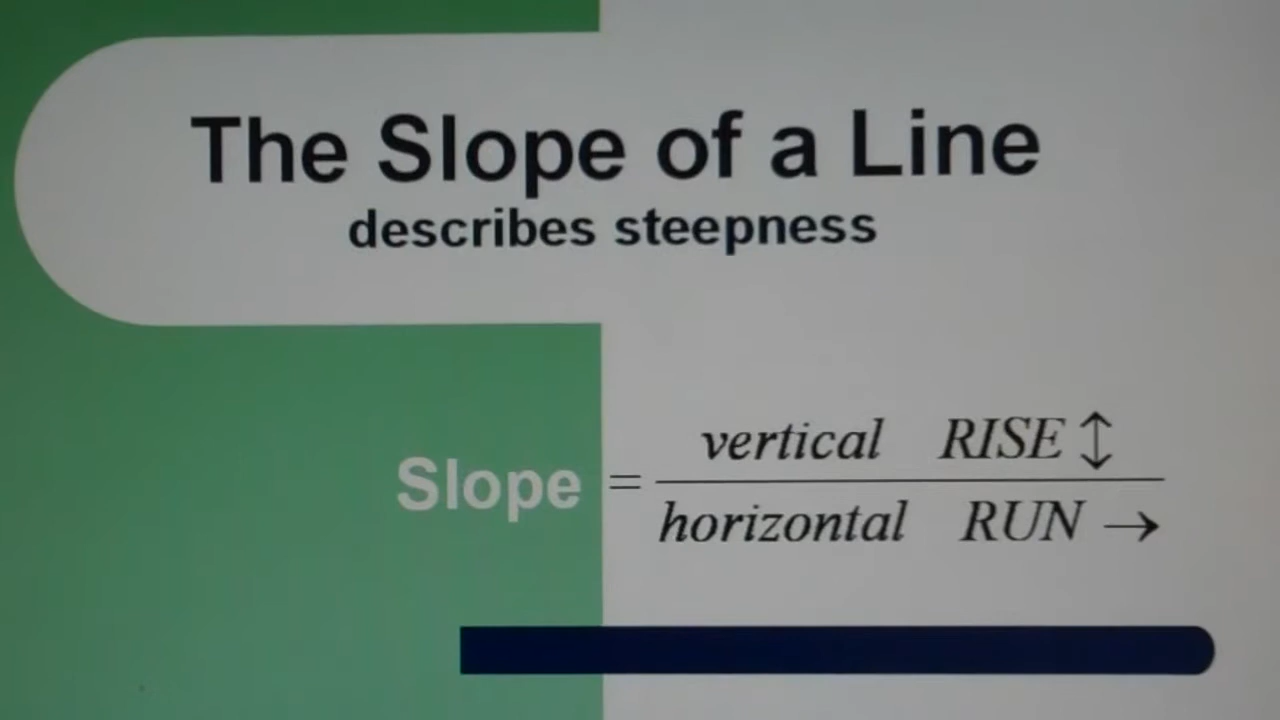 The Slope of a Line
describes steepness
Slope = vertical RISE ↕ / horizontal RUN →